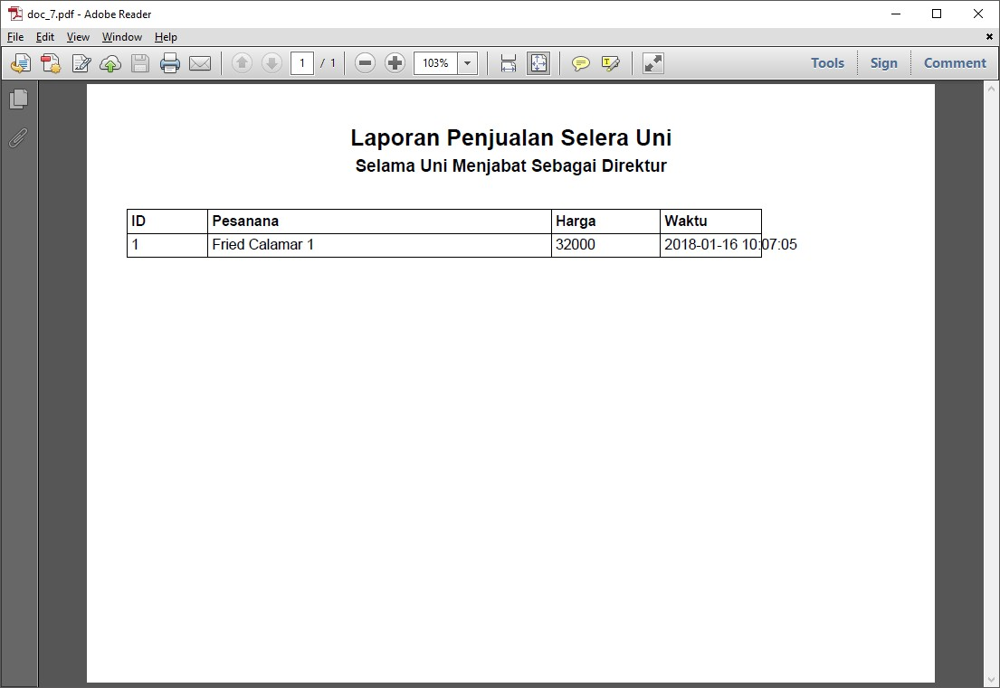 doc_7.pdf - Adobe Reader
File Edit View Window Help
1 / 1 103% Tools Sign Comment
Laporan Penjualan Selera Uni
Selama Uni Menjabat Sebagai Direktur
ID Pesanana Harga Waktu
1 Fried Calamar 1 32000 2018-01-16 10:07:05